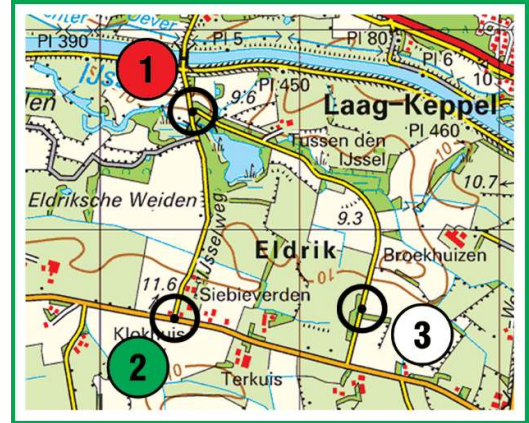 Pl 390
Pl 5
Pl 80
Pl 6
10
1
9.6
Pl 450
Laag-Keppel
Pl 460
Tussen den
IJssel
10
10.7
Eldriksche Weiden
IJsselweg
9.3
Eldrik
Broekhuizen
10
11.6
Siebieverden
Klokhuis
3
2
10
Terkuis